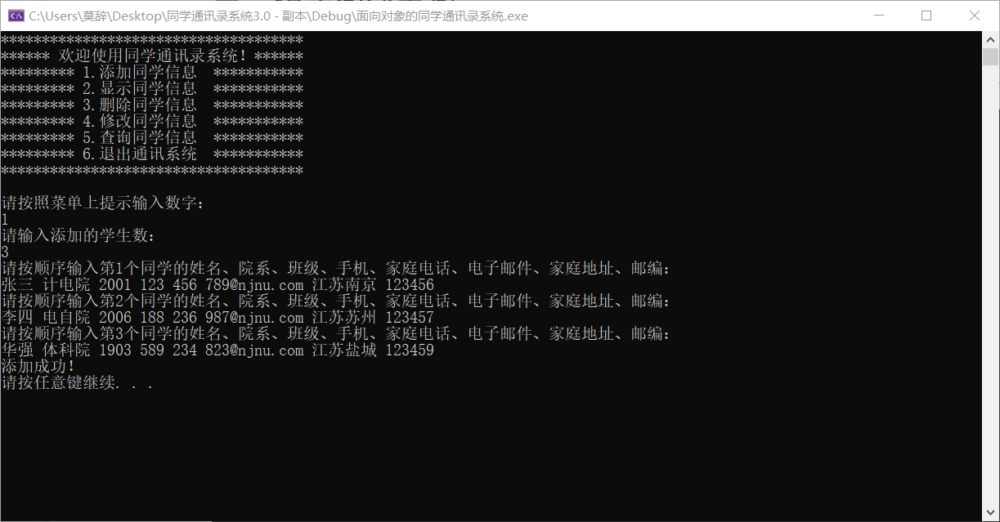 C:\Users\莫辞\Desktop\同学通讯录系统3.0 - 副本\Debug\面向对象的同学通讯录系统.exe
*************************************
****** 欢迎使用同学通讯录系统! ******
********* 1.添加同学信息  ***********
********* 2.显示同学信息  ***********
********* 3.删除同学信息  ***********
********* 4.修改同学信息  ***********
********* 5.查询同学信息  ***********
********* 6.退出通讯系统  ***********
*************************************
请按照菜单上提示输入数字:
1
请输入添加的学生数:
3
请按顺序输入第1个同学的姓名、院系、班级、手机、家庭电话、电子邮件、家庭地址、邮编:
张三 计电院 2001 123 456 789@njnu.com 江苏南京 123456
请按顺序输入第2个同学的姓名、院系、班级、手机、家庭电话、电子邮件、家庭地址、邮编:
李四 电自院 2006 188 236 987@njnu.com 江苏苏州 123457
请按顺序输入第3个同学的姓名、院系、班级、手机、家庭电话、电子邮件、家庭地址、邮编:
华强 体科院 1903 589 234 823@njnu.com 江苏盐城 123459
添加成功!
请按任意键继续. . .